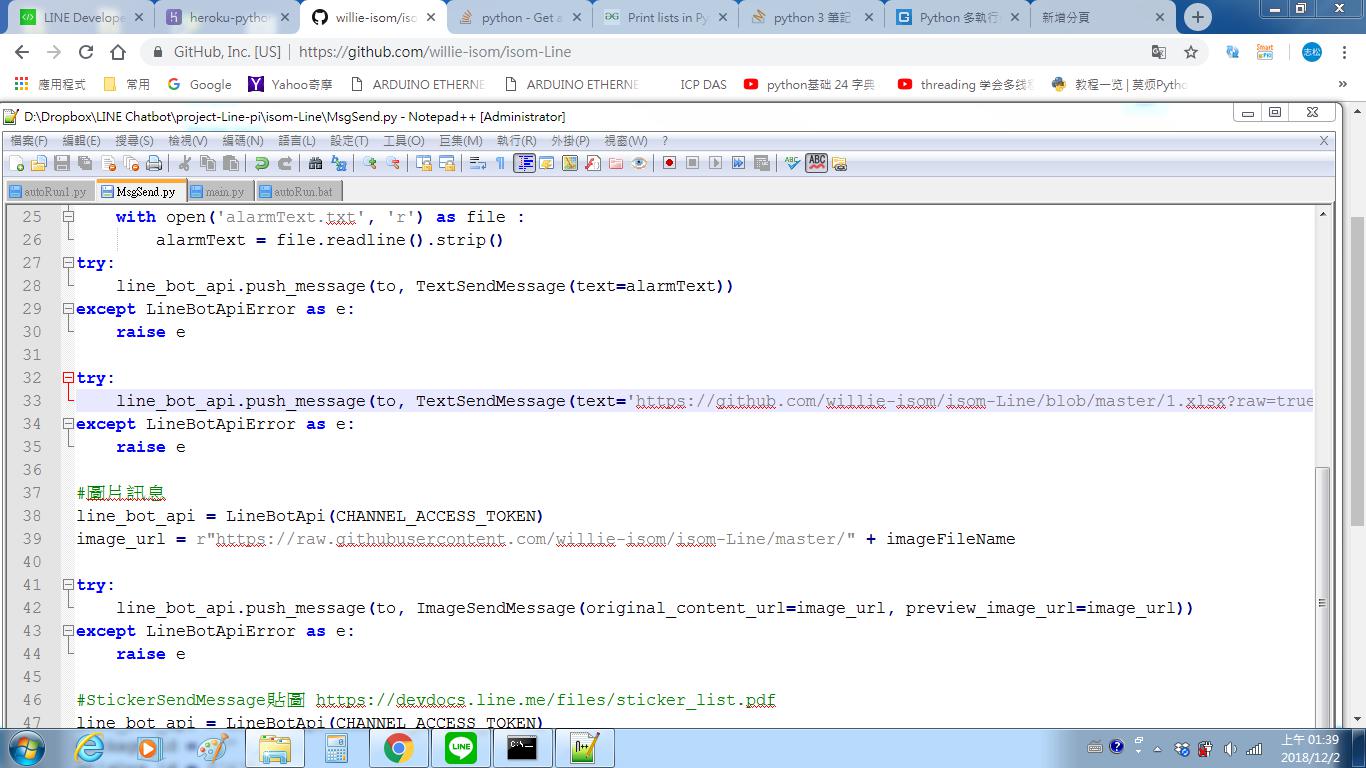 LINE Develope
heroku-python
willie-isom/iso
python - Get a
Print lists in Py
python 3 筆記
Python 多執行
新增分頁
GitHub, Inc. [US] | https://github.com/willie-isom/isom-Line
應用程式 常用 Google Yahoo奇摩 ARDUINO ETHERNE ARDUINO ETHERNE ICP DAS python基础 24 字典 threading 学会多线 教程一览 | 莫烦Pytho
D:\Dropbox\LINE Chatbot\project-Line-pi\isom-Line\MsgSend.py - Notepad++ [Administrator]
檔案(F) 編輯(E) 搜尋(S) 檢視(V) 編碼(N) 語言(L) 設定(T) 工具(O) 巨集(M) 執行(R) 外掛(P) 視窗(W) ? X
autoRun1.py MsgSend.py main.py autoRun.bat
25 with open('alarmText.txt', 'r') as file :
26 alarmText = file.readline().strip()
27 try:
28 line_bot_api.push_message(to, TextSendMessage(text=alarmText))
29 except LineBotApiError as e:
30 raise e
31
32 try:
33 line_bot_api.push_message(to, TextSendMessage(text='https://github.com/willie-isom/isom-Line/blob/master/1.xlsx?raw=true
34 except LineBotApiError as e:
35 raise e
36
37 #圖片訊息
38 line_bot_api = LineBotApi(CHANNEL_ACCESS_TOKEN)
39 image_url = r"https://raw.githubusercontent.com/willie-isom/isom-Line/master/" + imageFileName
40
41 try:
42 line_bot_api.push_message(to, ImageSendMessage(original_content_url=image_url, preview_image_url=image_url))
43 except LineBotApiError as e:
44 raise e
45
46 #StickerSendMessage貼圖 https://devdocs.line.me/files/sticker_list.pdf
47 line_bot_api = LineBotApi(CHANNEL_ACCESS_TOKEN)
上午 01:39
2018/12/2